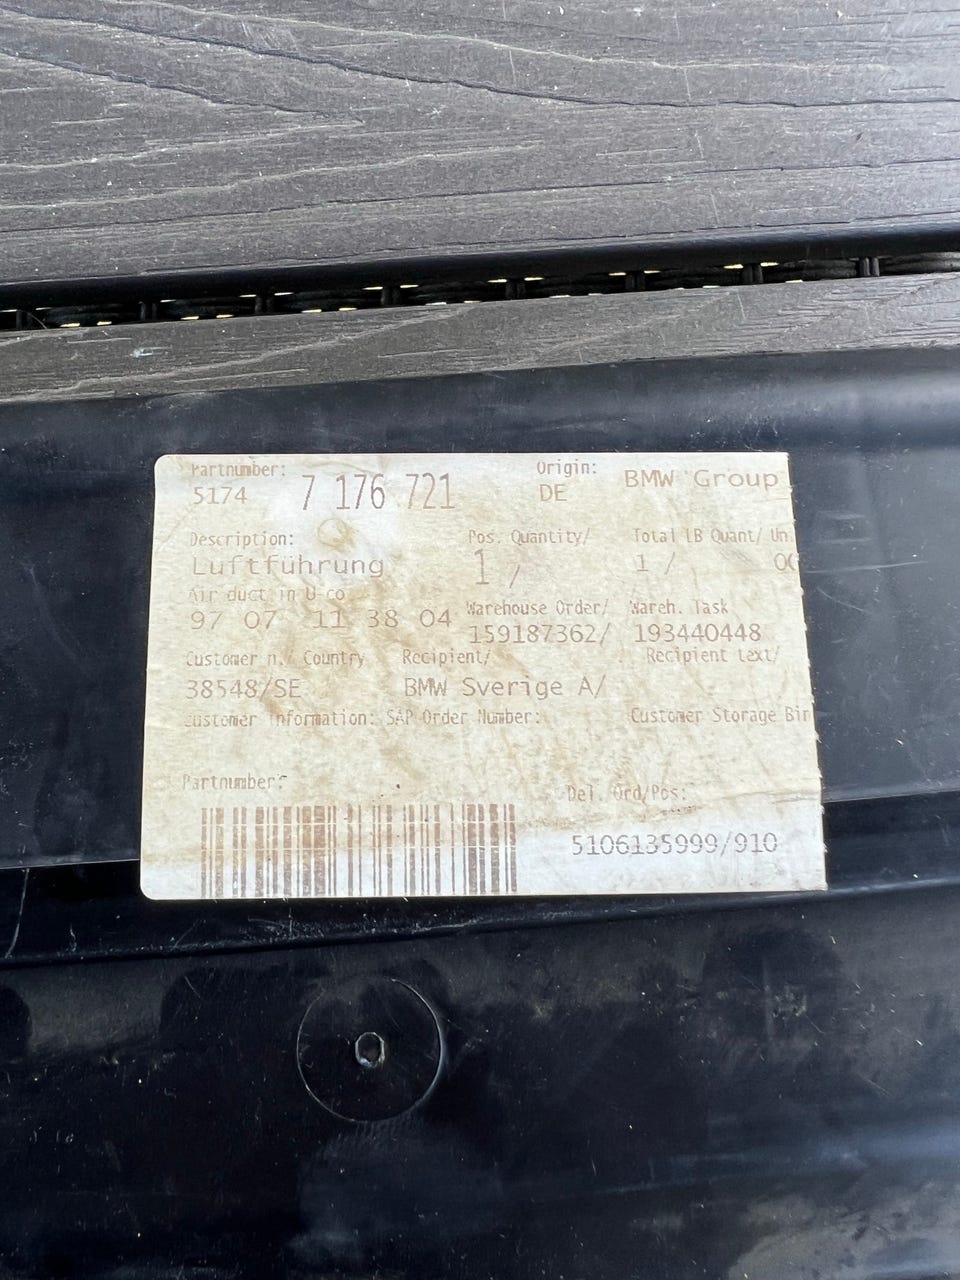 Partnumber: Origin: BMW Group
5174 7 176 721 DE
Description: Pos. Quantity/ Total LB Quant/ Un
Luftführung 1 / 1 /
Air duct in U-co
97 07 11 38 04 Warehouse Order/ Wareh. Task
159187362/ 193440448
Customer n./ Country Recipient/ Recipient text/
38548/SE BMW Sverige A/
Customer Information: SAP Order Number: Customer Storage Bin
Partnumber: Del. Ord/Pos:
5106135999/910